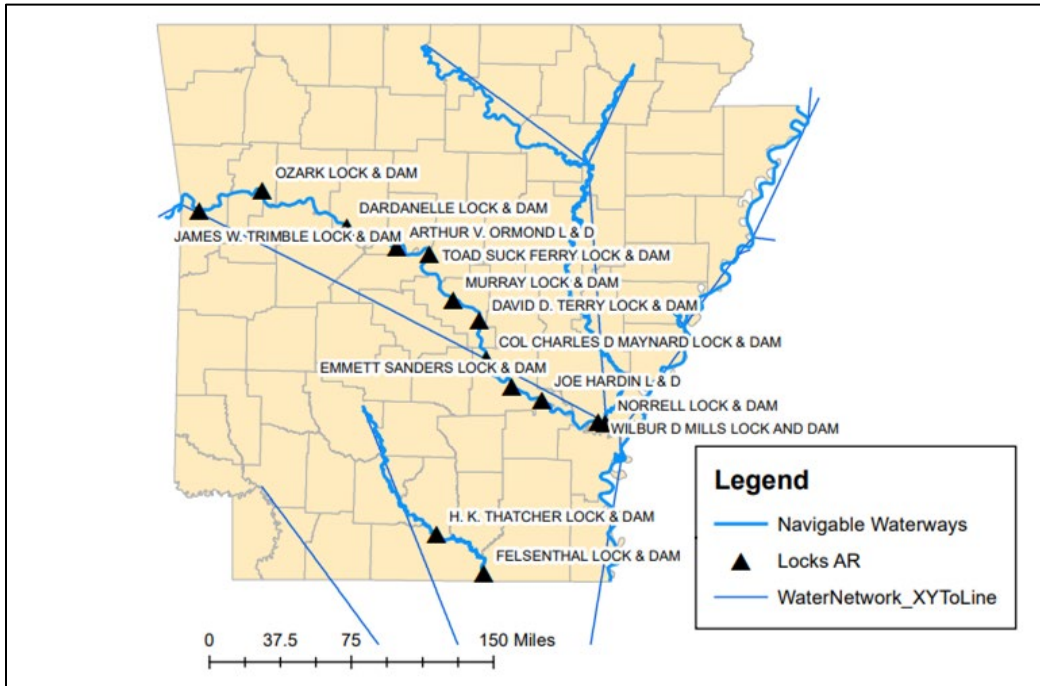 OZARK LOCK & DAM
DARDANELLE LOCK & DAM
JAMES W. TRIMBLE LOCK & DAM
ARTHUR V. ORMOND L & D
TOAD SUCK FERRY LOCK & DAM
MURRAY LOCK & DAM
DAVID D. TERRY LOCK & DAM
COL CHARLES D MAYNARD LOCK & DAM
EMMETT SANDERS LOCK & DAM
JOE HARDIN L & D
NORRELL LOCK & DAM
WILBUR D MILLS LOCK AND DAM
H. K. THATCHER LOCK & DAM
FELSENTHAL LOCK & DAM
0 37.5 75 150 Miles
Legend
Navigable Waterways
Locks AR
WaterNetwork_XYToLine